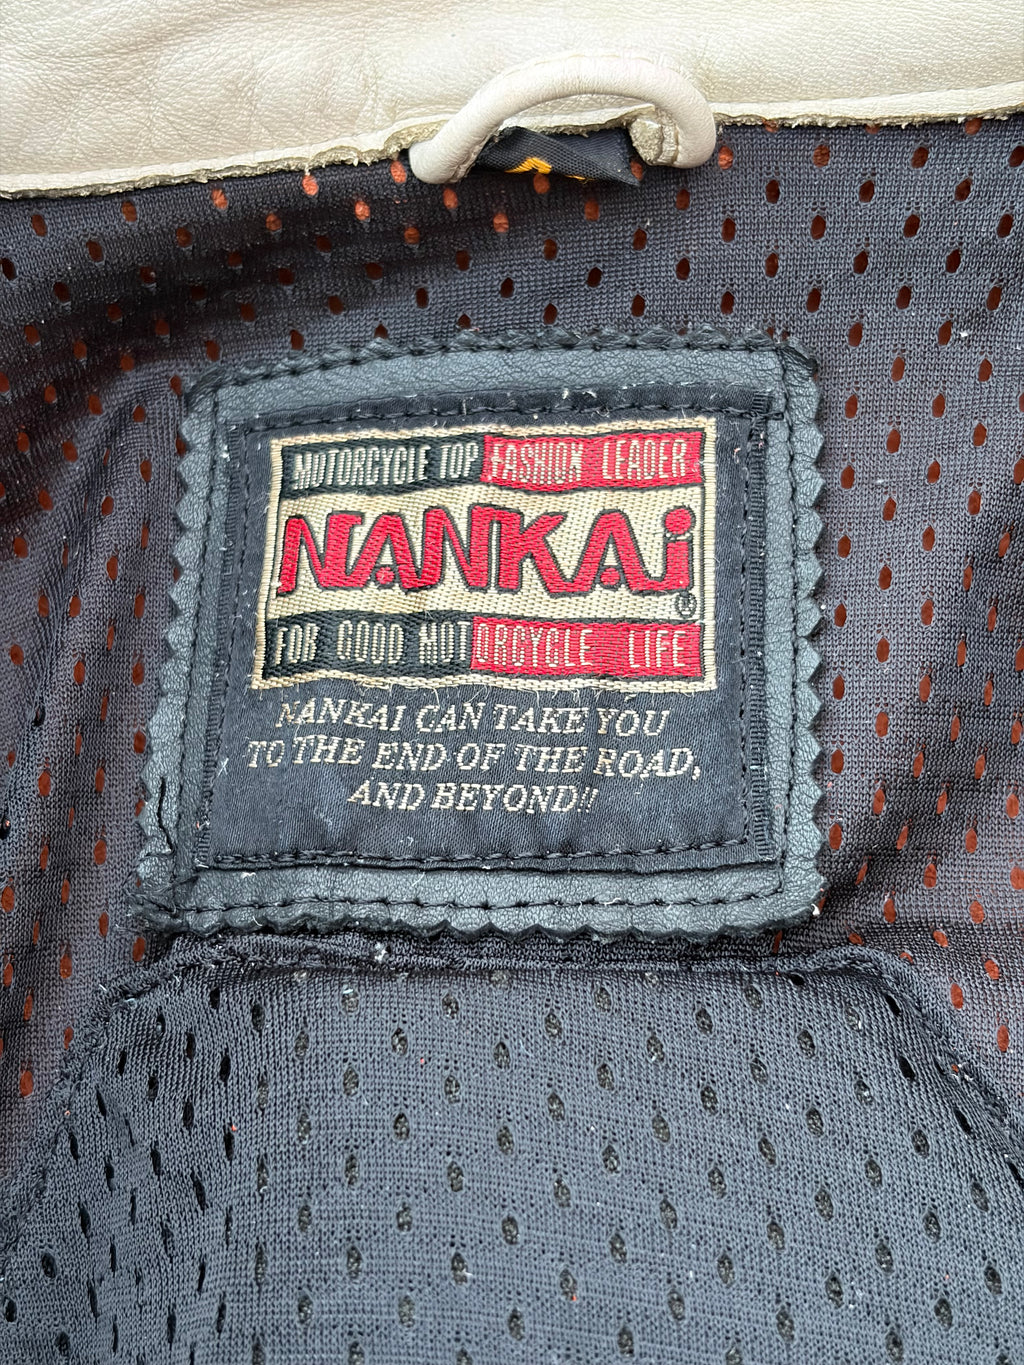 MOTORCYCLE TOP FASHION LEADER
NANKAi
®
FOR GOOD MOTORCYCLE LIFE
NANKAI CAN TAKE YOU
TO THE END OF THE ROAD,
AND BEYOND!!